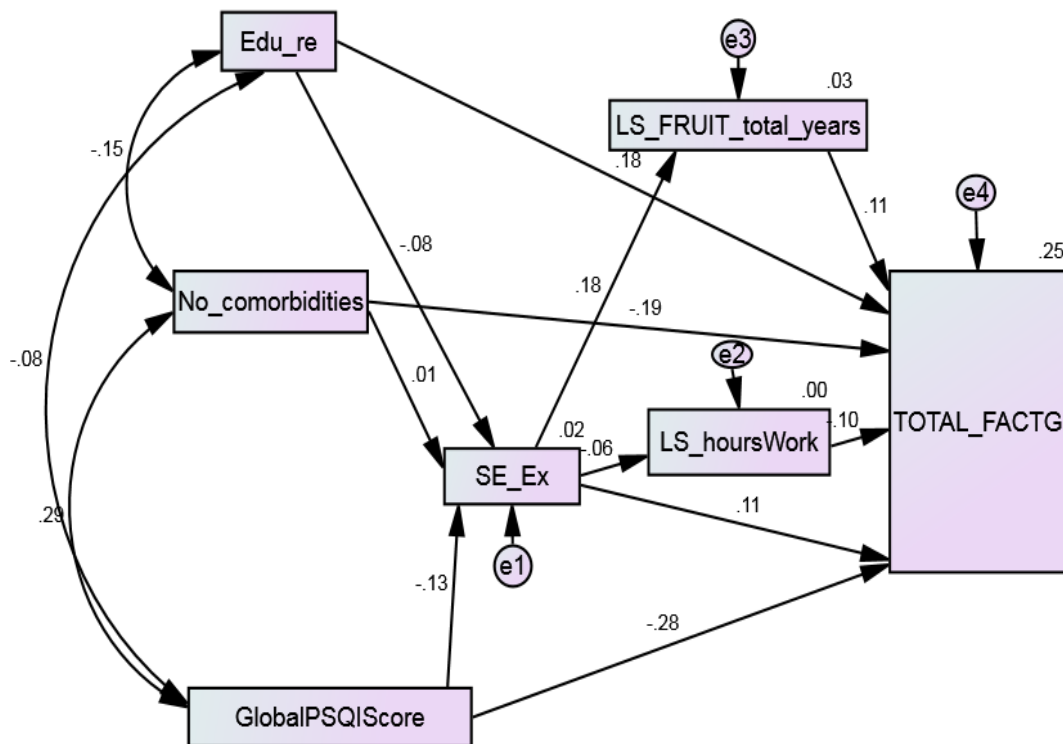 Edu_re
e3
.03
LS_FRUIT_total_years
-.15
.18
e4
.11
-.08
.25
No_comorbidities
.18
-.19
-.08
e2
.01
.00
TOTAL_FACTG
.02
-.10
-.06
LS_hoursWork
SE_Ex
.11
.29
e1
-.13
-.28
GlobalPSQIScore